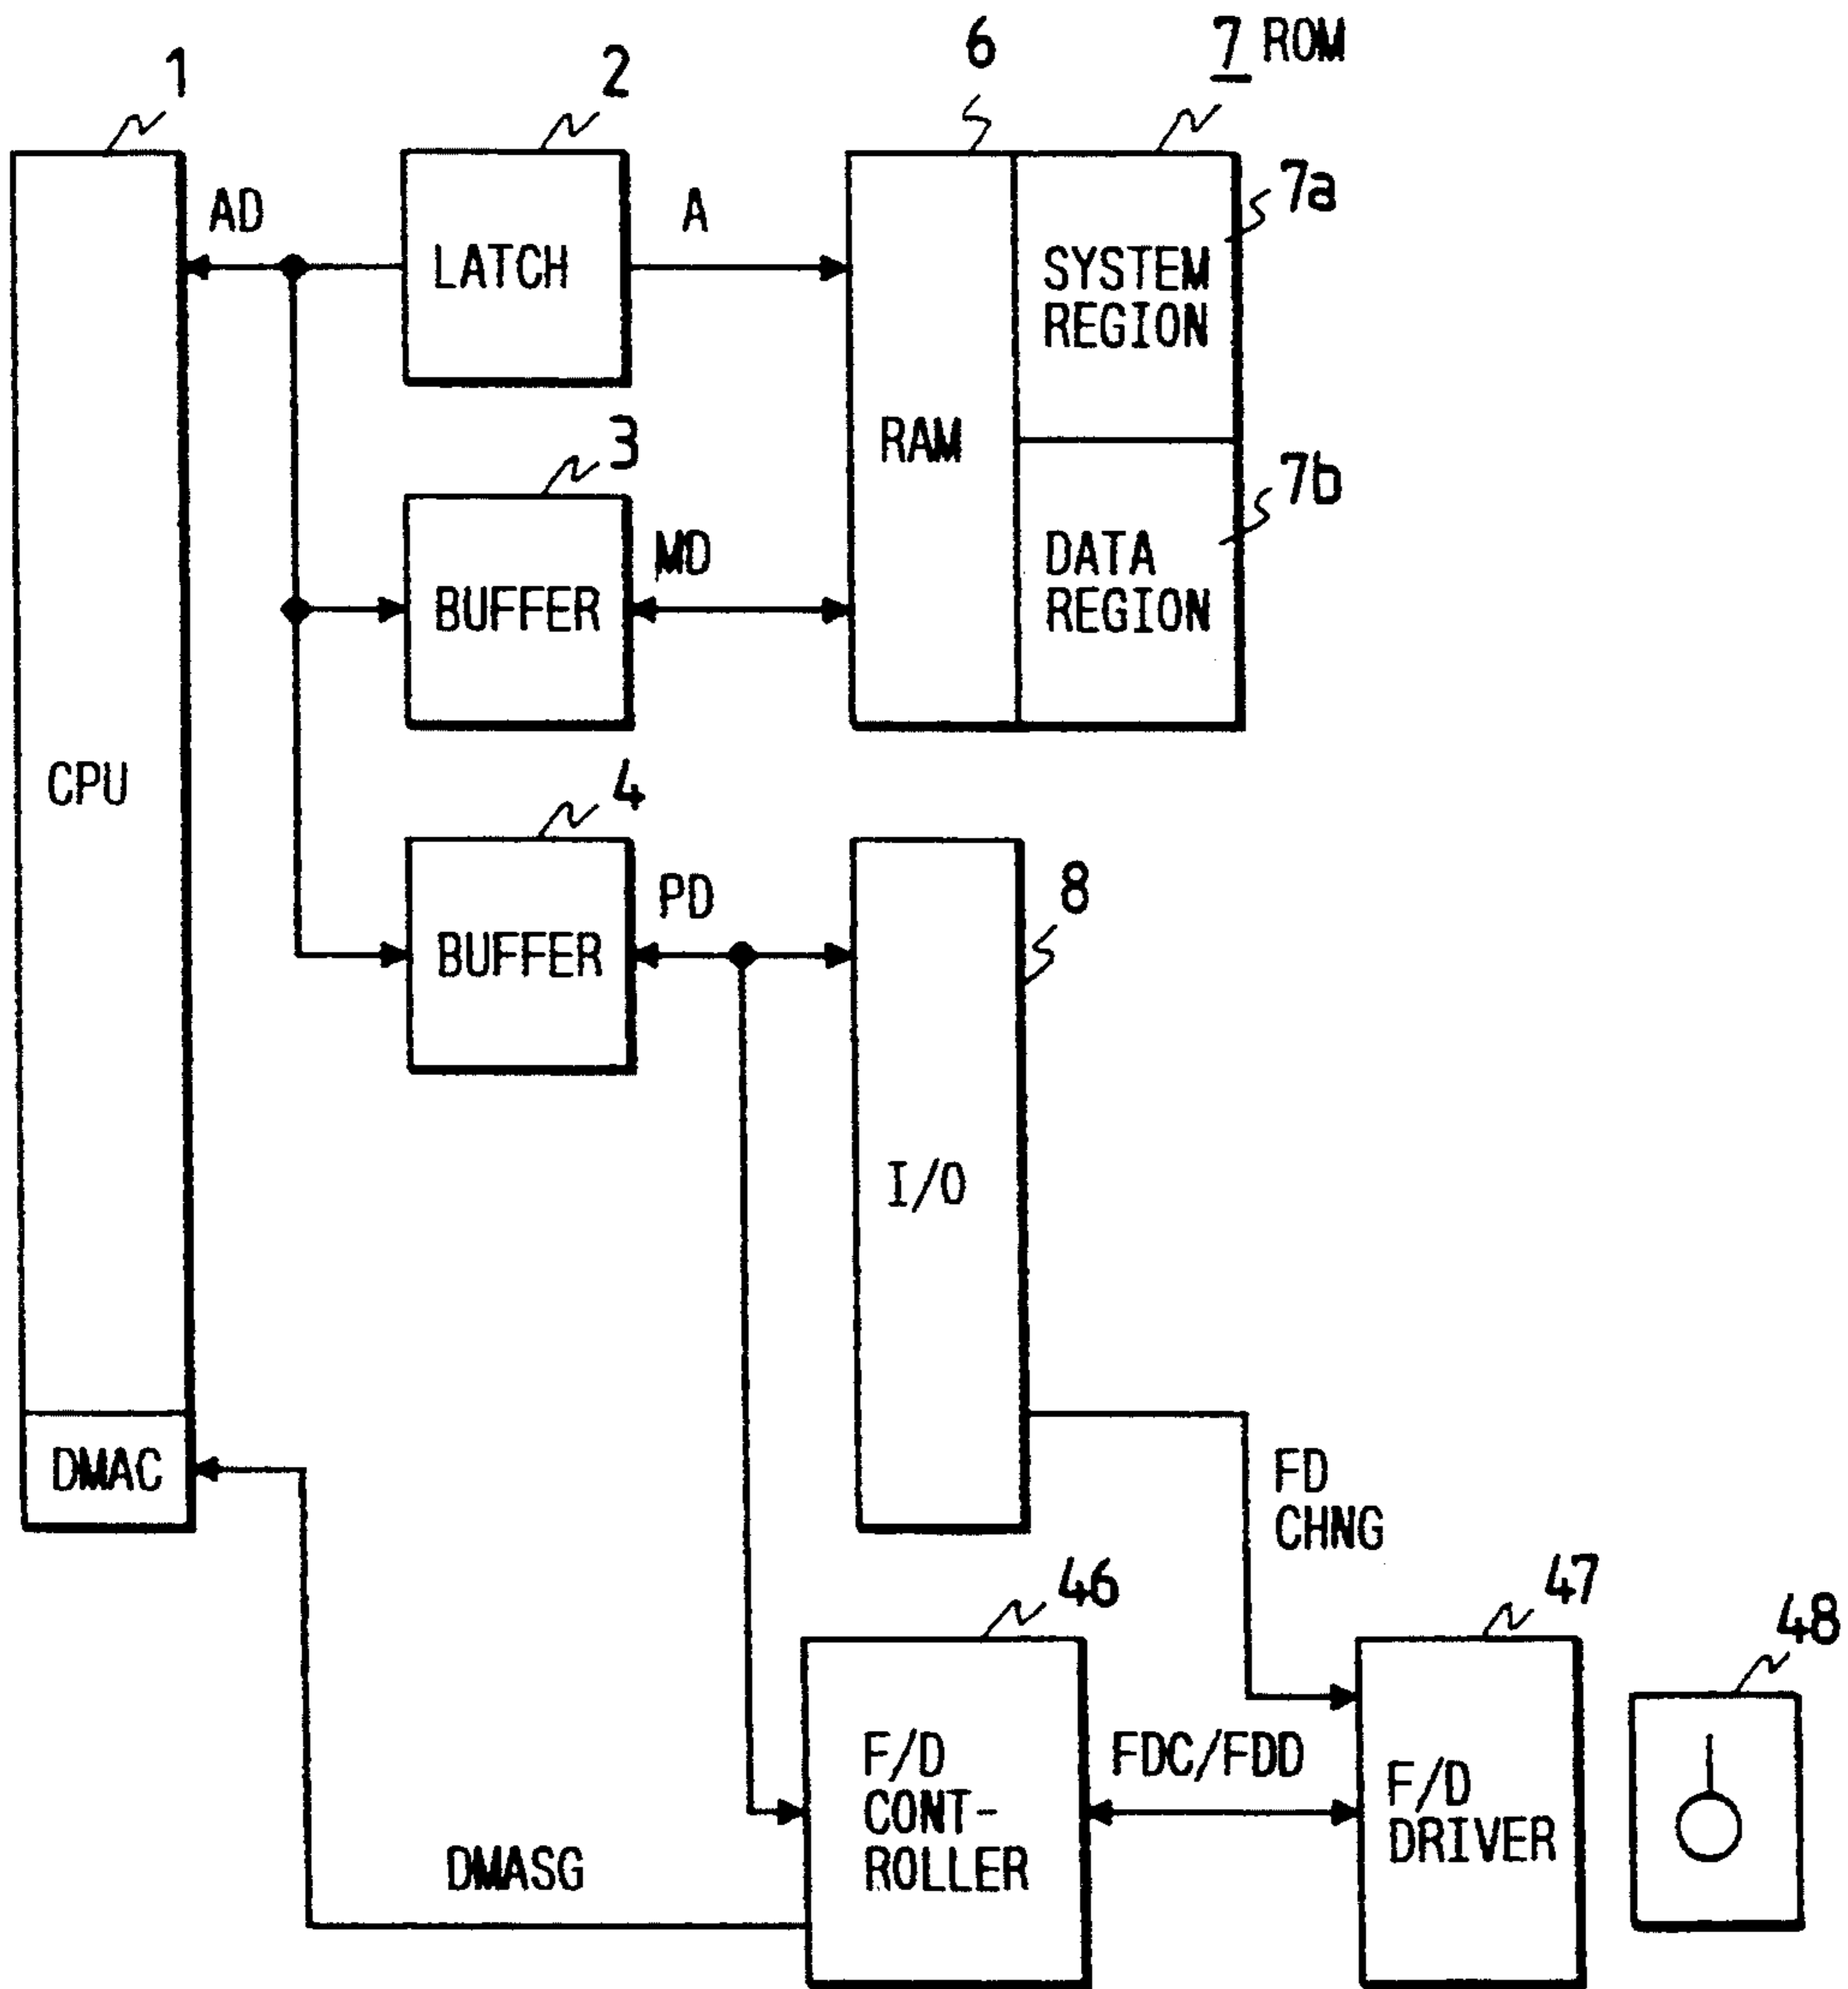 1
2
6
7 ROM
AD
LATCH
A
7a
SYSTEM
REGION
RAM
3
7b
BUFFER
MD
DATA
REGION
CPU
4
BUFFER
PD
8
I/O
DMAC
FD
CHNG
46
47
48
F/D
CONT-
ROLLER
FDC/FDD
F/D
DRIVER
DMASG